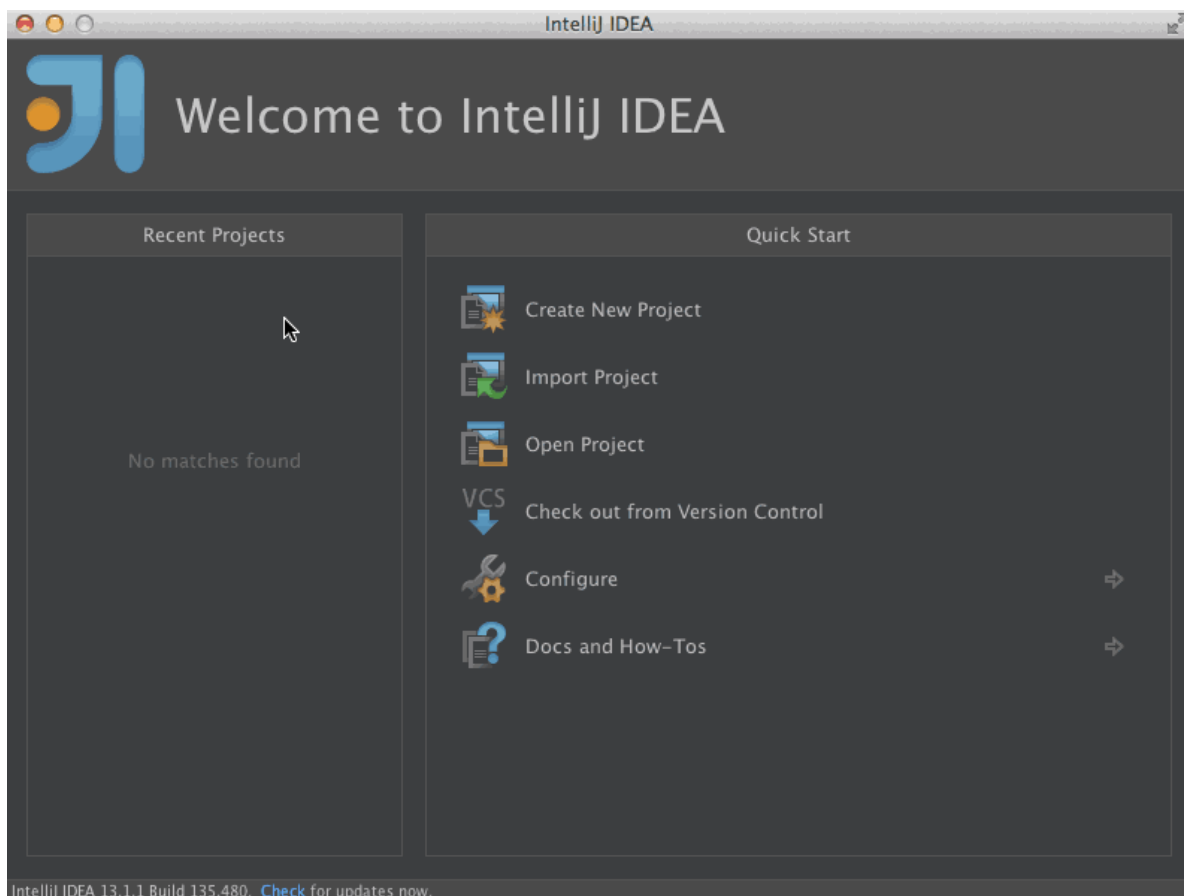 IntelliJ IDEA
Welcome to IntelliJ IDEA
Recent Projects
No matches found
Quick Start
Create New Project
Import Project
Open Project
VCS
Check out from Version Control
Configure
Docs and How-Tos
IntelliJ IDEA 13.1.1 Build 135.480. Check for updates now.